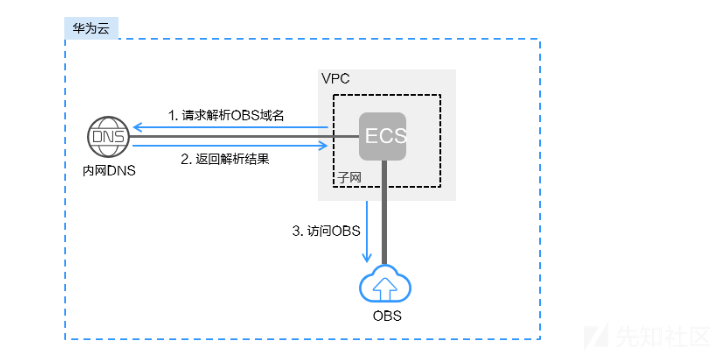 华为云
VPC
1. 请求解析OBS域名
DNS
ECS
2. 返回解析结果
内网DNS
子网
3. 访问OBS
OBS
先知社区